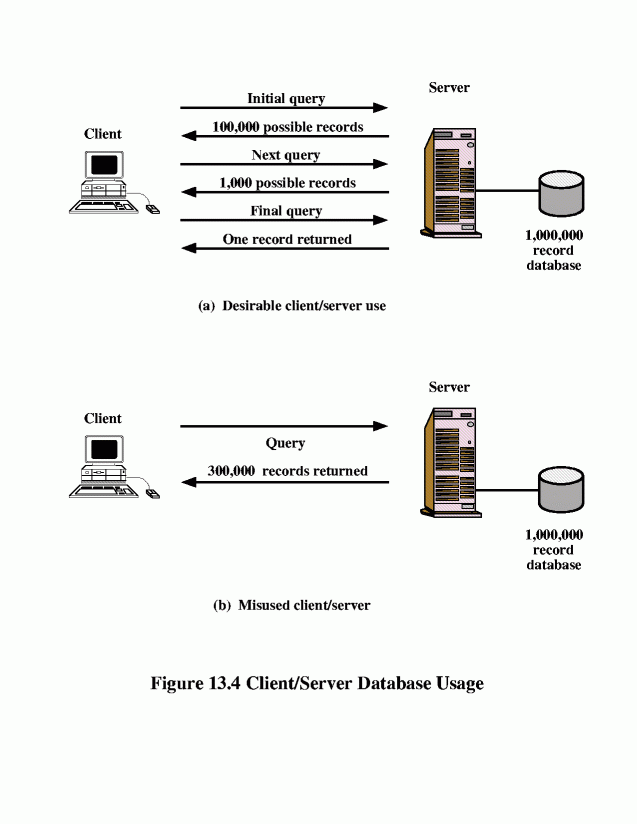 Server
Initial query
100,000 possible records
Client
Next query
1,000 possible records
Final query
One record returned
1,000,000
record
database
(a) Desirable client/server use
Server
Client
Query
300,000 records returned
1,000,000
record
database
(b) Misused client/server
Figure 13.4 Client/Server Database Usage